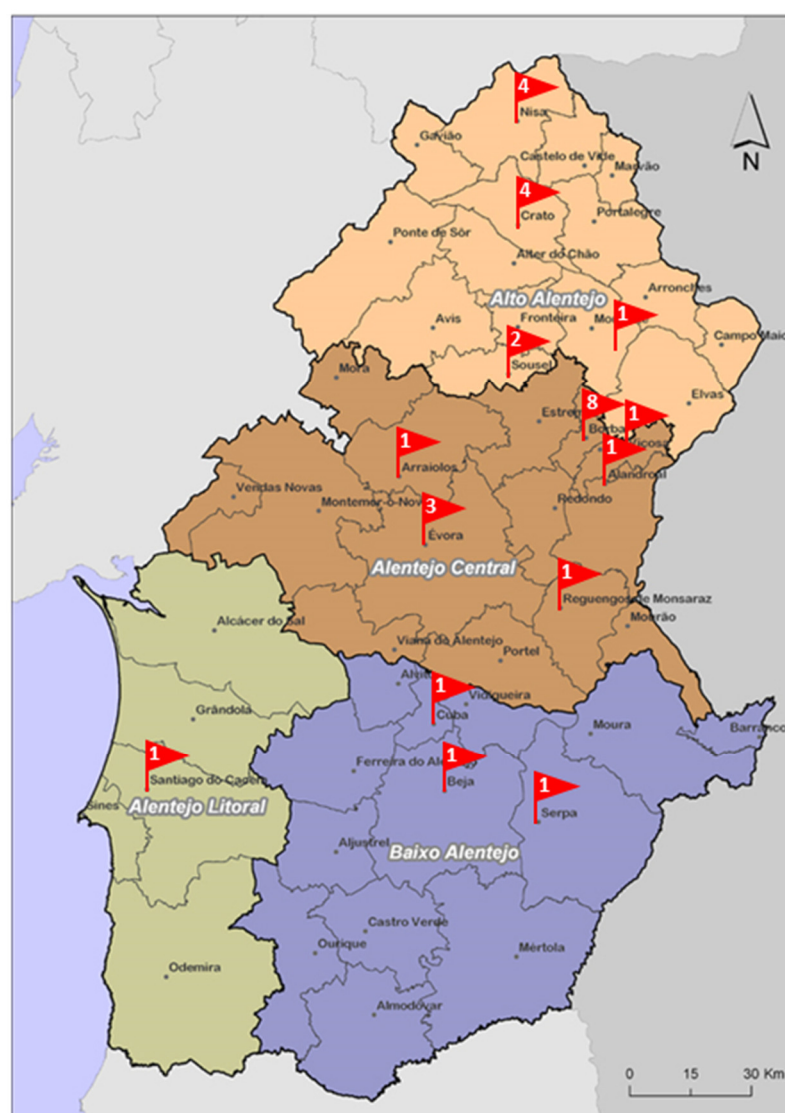 4
Nisa
Gavião
Castelo de Vide
Marvão
N
4
Crato
Portalegre
Ponte de Sôr
Alter do Chão
Arronches
Alto Alentejo
1
Fronteira
Avis
Campo Maio
2
Sousel
Mora
Elvas
8
1
Borba
1
1
Arraiolos
Alandroal
Vendas Novas
3
Redondo
Évora
Alentejo Central
1
Reguengos de Monsaraz
Mourão
Alcácer do Sal
Viana do Alentejo
Portel
1
Vidigueira
Cuba
Grândola
Moura
Barranco
1
1
Ferreira do
Santiago do Cacém
Beja
1
Sines
Alentejo Litoral
Serpa
Aljustrel
Baixo Alentejo
Castro Verde
Ourique
Mértola
Odemira
Almodôvar
0 15 30 Km